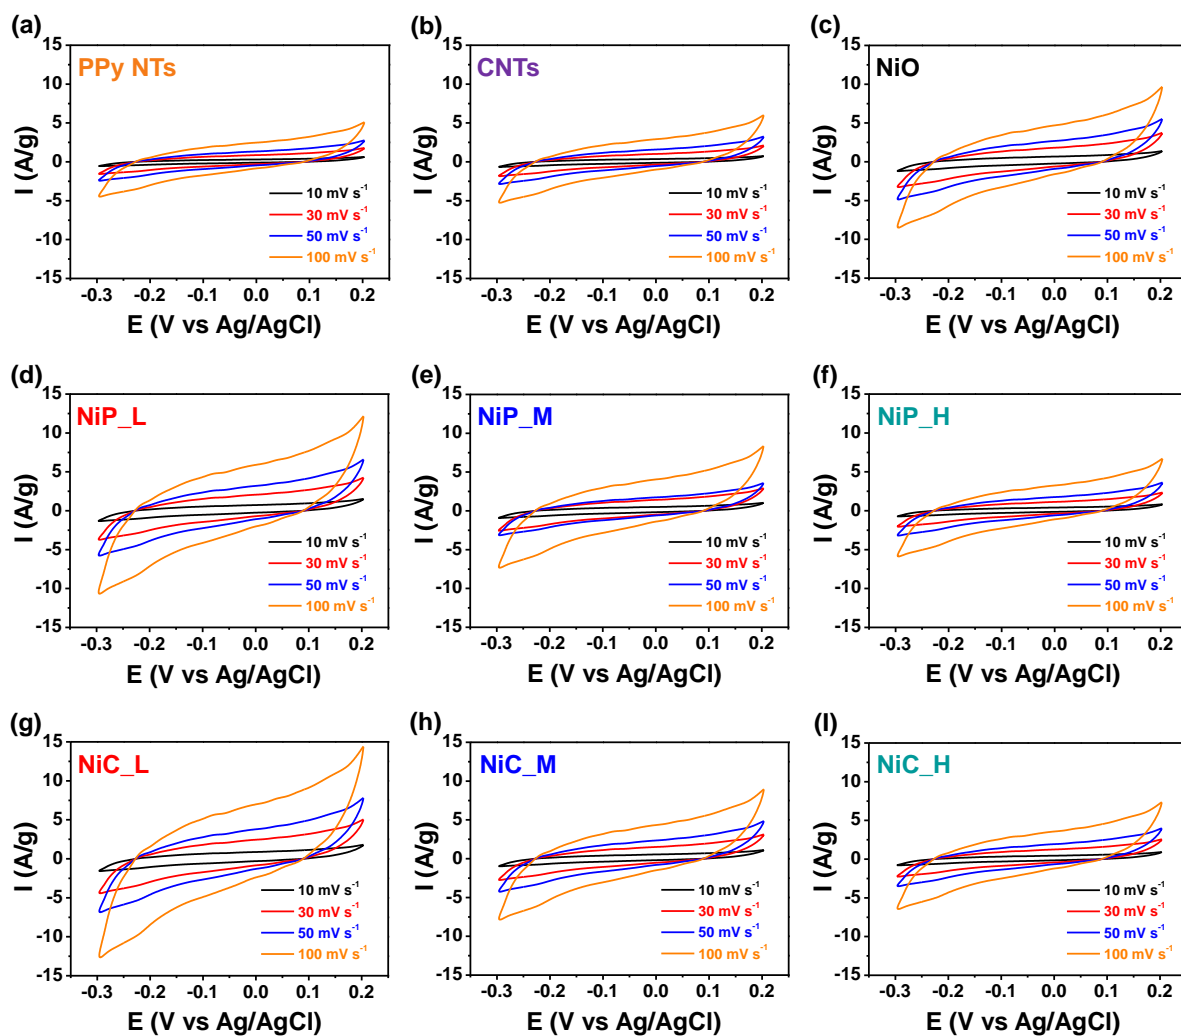 (a)
PPy NTs
I (A/g)
15
10
5
0
-5
-10
-15
10 mV s⁻¹
30 mV s⁻¹
50 mV s⁻¹
100 mV s⁻¹
-0.3 -0.2 -0.1 0.0 0.1 0.2
E (V vs Ag/AgCl)
(b)
CNTs
I (A/g)
15
10
5
0
-5
-10
-15
10 mV s⁻¹
30 mV s⁻¹
50 mV s⁻¹
100 mV s⁻¹
-0.3 -0.2 -0.1 0.0 0.1 0.2
E (V vs Ag/AgCl)
(c)
NiO
I (A/g)
15
10
5
0
-5
-10
-15
10 mV s⁻¹
30 mV s⁻¹
50 mV s⁻¹
100 mV s⁻¹
-0.3 -0.2 -0.1 0.0 0.1 0.2
E (V vs Ag/AgCl)
(d)
NiP_L
I (A/g)
15
10
5
0
-5
-10
-15
10 mV s⁻¹
30 mV s⁻¹
50 mV s⁻¹
100 mV s⁻¹
-0.3 -0.2 -0.1 0.0 0.1 0.2
E (V vs Ag/AgCl)
(e)
NiP_M
I (A/g)
15
10
5
0
-5
-10
-15
10 mV s⁻¹
30 mV s⁻¹
50 mV s⁻¹
100 mV s⁻¹
-0.3 -0.2 -0.1 0.0 0.1 0.2
E (V vs Ag/AgCl)
(f)
NiP_H
I (A/g)
15
10
5
0
-5
-10
-15
10 mV s⁻¹
30 mV s⁻¹
50 mV s⁻¹
100 mV s⁻¹
-0.3 -0.2 -0.1 0.0 0.1 0.2
E (V vs Ag/AgCl)
(g)
NiC_L
I (A/g)
15
10
5
0
-5
-10
-15
10 mV s⁻¹
30 mV s⁻¹
50 mV s⁻¹
100 mV s⁻¹
-0.3 -0.2 -0.1 0.0 0.1 0.2
E (V vs Ag/AgCl)
(h)
NiC_M
I (A/g)
15
10
5
0
-5
-10
-15
10 mV s⁻¹
30 mV s⁻¹
50 mV s⁻¹
100 mV s⁻¹
-0.3 -0.2 -0.1 0.0 0.1 0.2
E (V vs Ag/AgCl)
(I)
NiC_H
I (A/g)
15
10
5
0
-5
-10
-15
10 mV s⁻¹
30 mV s⁻¹
50 mV s⁻¹
100 mV s⁻¹
-0.3 -0.2 -0.1 0.0 0.1 0.2
E (V vs Ag/AgCl)